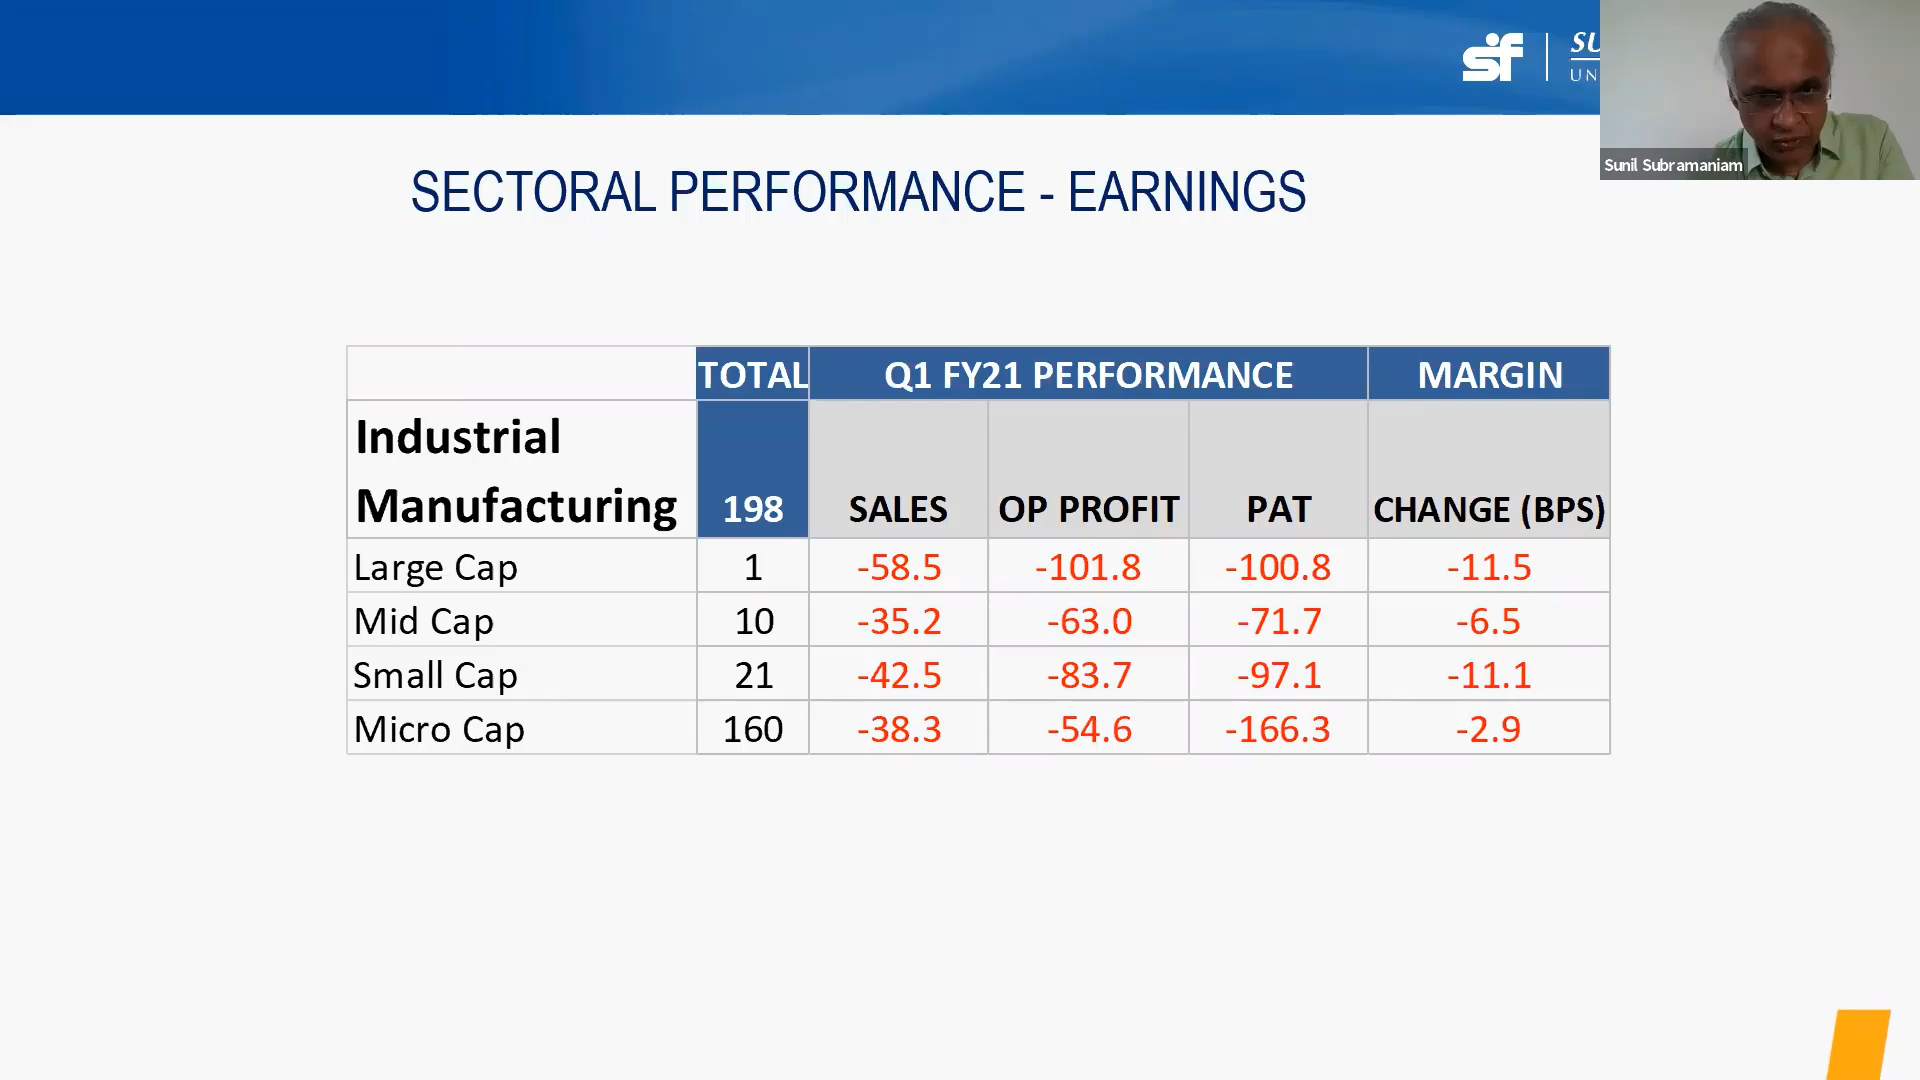 sf
SU
UN
Sunil Subramaniam
SECTORAL PERFORMANCE - EARNINGS
TOTAL Q1 FY21 PERFORMANCE MARGIN
Industrial
Manufacturing 198 SALES OP PROFIT PAT CHANGE (BPS)
Large Cap 1 -58.5 -101.8 -100.8 -11.5
Mid Cap 10 -35.2 -63.0 -71.7 -6.5
Small Cap 21 -42.5 -83.7 -97.1 -11.1
Micro Cap 160 -38.3 -54.6 -166.3 -2.9